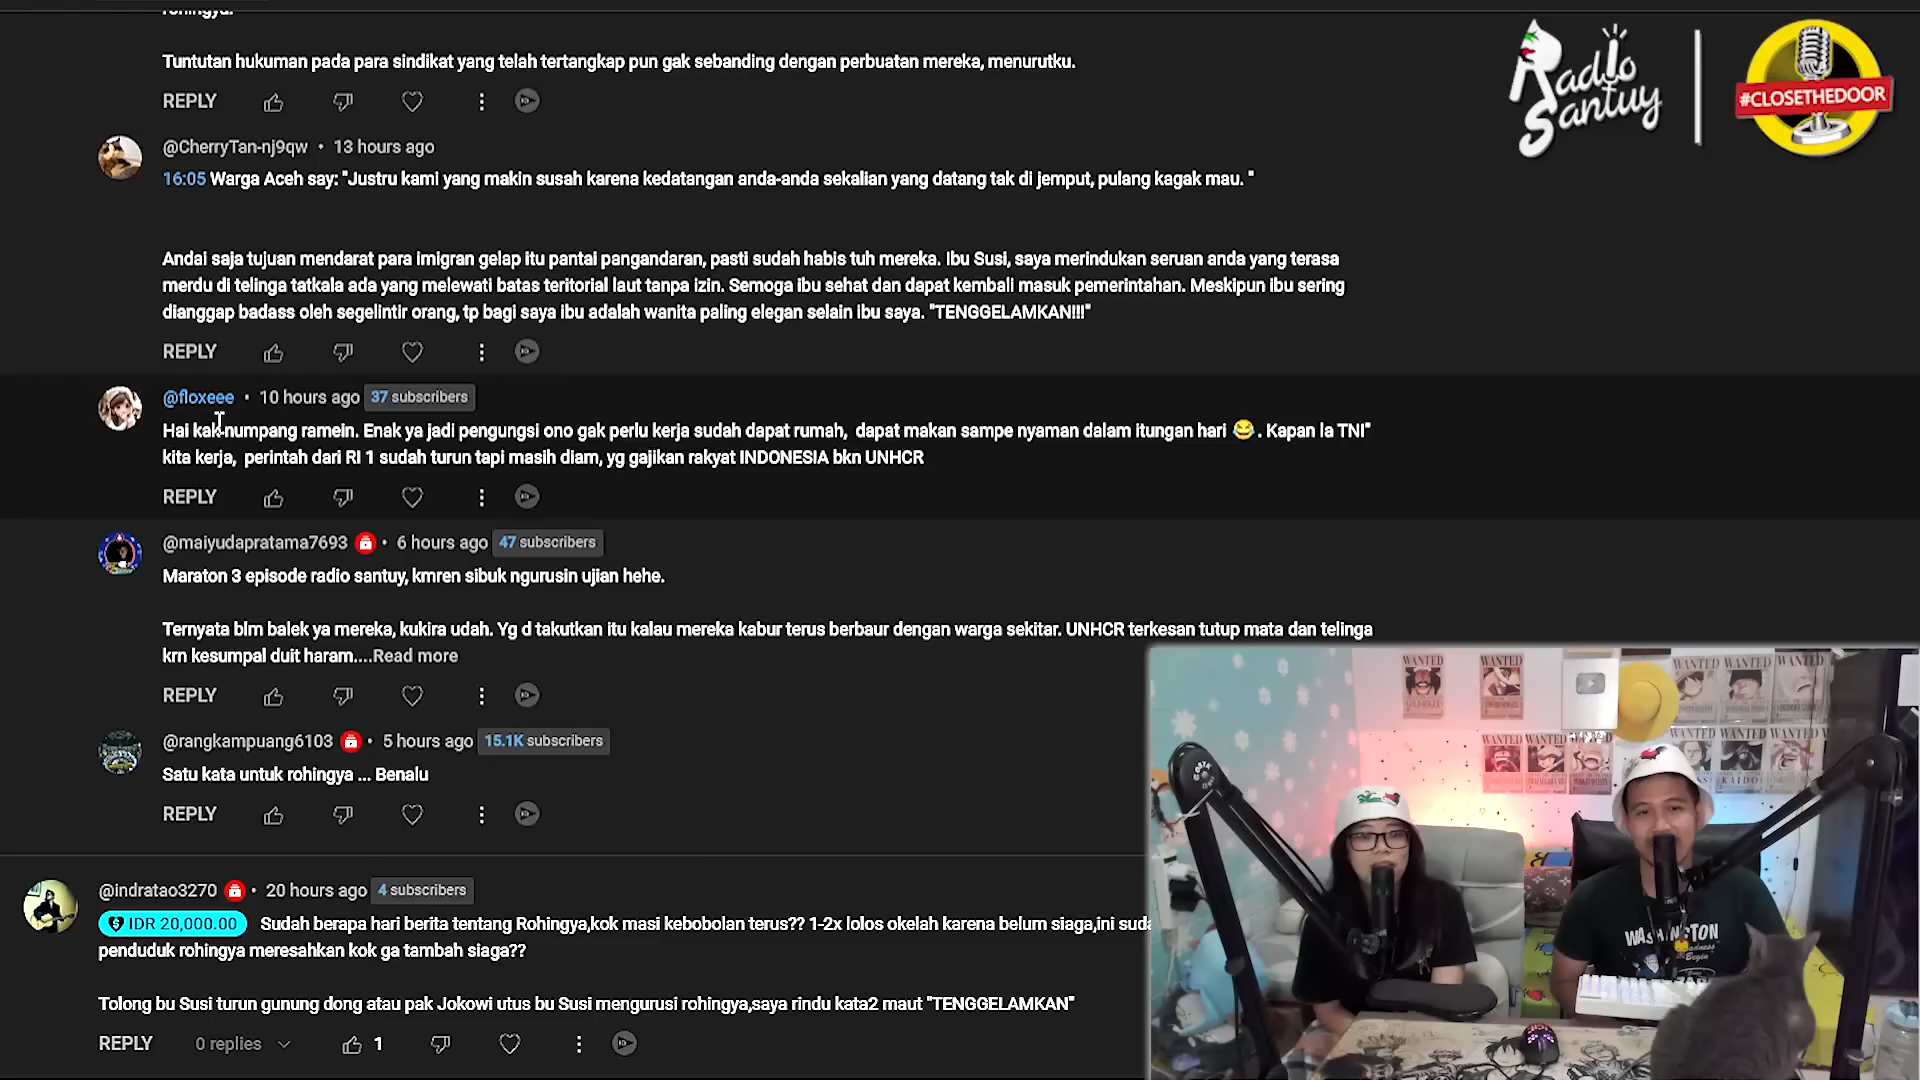 rohingya.
Tuntutan hukuman pada para sindikat yang telah tertangkap pun gak sebanding dengan perbuatan mereka, menurutku.
REPLY
Radio
Santuy
#CLOSETHEDOOR
@CherryTan-nj9qw • 13 hours ago
16:05 Warga Aceh say: "Justru kami yang makin susah karena kedatangan anda-anda sekalian yang datang tak di jemput, pulang kagak mau. "
Andai saja tujuan mendarat para imigran gelap itu pantai pangandaran, pasti sudah habis tuh mereka. Ibu Susi, saya merindukan seruan anda yang terasa
merdu di telinga tatkala ada yang melewati batas teritorial laut tanpa izin. Semoga ibu sehat dan dapat kembali masuk pemerintahan. Meskipun ibu sering
dianggap badass oleh segelintir orang, tp bagi saya ibu adalah wanita paling elegan selain ibu saya. "TENGGELAMKAN!!!"
REPLY
@floxeee • 10 hours ago 37 subscribers
Hai kak numpang ramein. Enak ya jadi pengungsi ono gak perlu kerja sudah dapat rumah, dapat makan sampe nyaman dalam itungan hari 😂. Kapan la TNI"
kita kerja, perintah dari RI 1 sudah turun tapi masih diam, yg gajikan rakyat INDONESIA bkn UNHCR
REPLY
@maiyudapratama7693 • 6 hours ago 47 subscribers
Maraton 3 episode radio santuy, kmren sibuk ngurusin ujian hehe.
Ternyata blm balek ya mereka, kukira udah. Yg d takutkan itu kalau mereka kabur terus berbaur dengan warga sekitar. UNHCR terkesan tutup mata dan telinga
krn kesumpal duit haram....Read more
REPLY
@rangkampuang6103 • 5 hours ago 15.1K subscribers
Satu kata untuk rohingya ... Benalu
REPLY
@indratao3270 • 20 hours ago 4 subscribers
IDR 20,000.00 Sudah berapa hari berita tentang Rohingya,kok masi kebobolan terus?? 1-2x lolos okelah karena belum siaga,ini suda
penduduk rohingya meresahkan kok ga tambah siaga??
Tolong bu Susi turun gunung dong atau pak Jokowi utus bu Susi mengurusi rohingya,saya rindu kata2 maut "TENGGELAMKAN"
REPLY 0 replies 1
WANTED WANTED WANTED WANTED WANTED
KAIDO
WASHINGTON
Begin